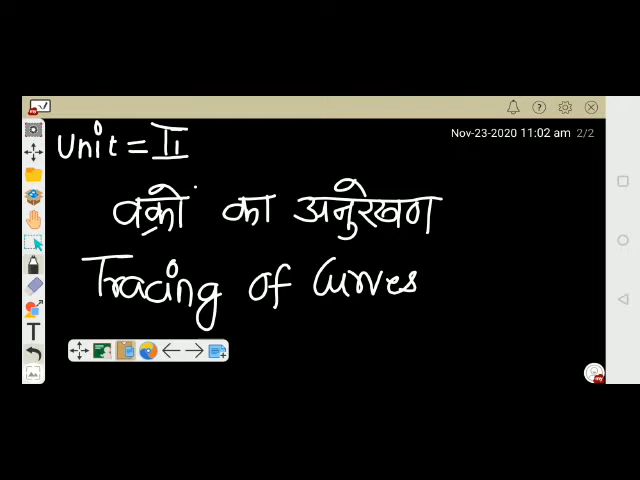 Nov-23-2020 11:02 am 2/2
Unit = II
वक्रों का अनुरेखण
Tracing of Curves
T